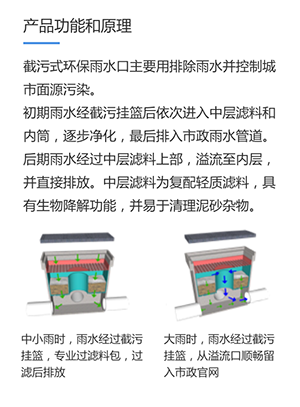 产品功能和原理
截污式环保雨水口主要用排除雨水并控制城
市面源污染。
初期雨水经截污挂篮后依次进入中层滤料和
内筒，逐步净化，最后排入市政雨水管道。
后期雨水经过中层滤料上部，溢流至内层，
并直接排放。中层滤料为复配轻质滤料，具
有生物降解功能，并易于清理泥砂杂物。
中小雨时，雨水经过截污
挂篮，专业过滤料包，过
滤后排放
大雨时，雨水经过截污
挂篮，从溢流口顺畅留
入市政官网